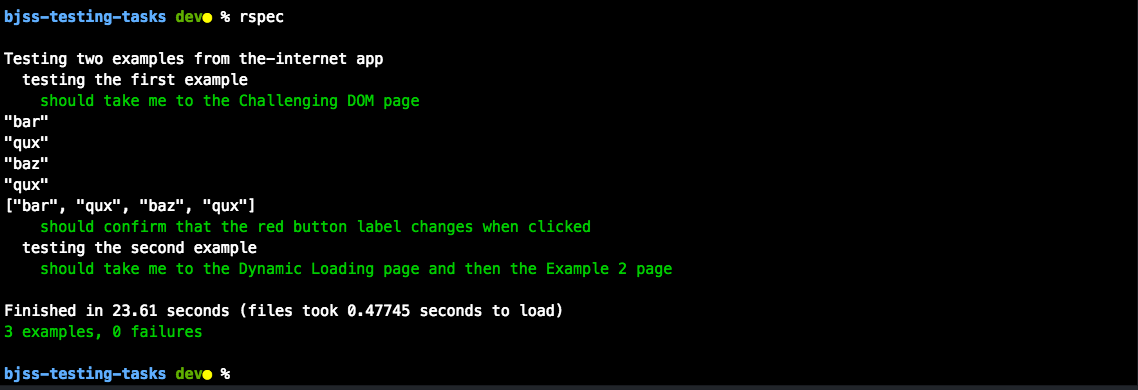 bjss-testing-tasks dev● % rspec
Testing two examples from the-internet app
testing the first example
should take me to the Challenging DOM page
"bar"
"qux"
"baz"
"qux"
["bar", "qux", "baz", "qux"]
should confirm that the red button label changes when clicked
testing the second example
should take me to the Dynamic Loading page and then the Example 2 page
Finished in 23.61 seconds (files took 0.47745 seconds to load)
3 examples, 0 failures
bjss-testing-tasks dev● %